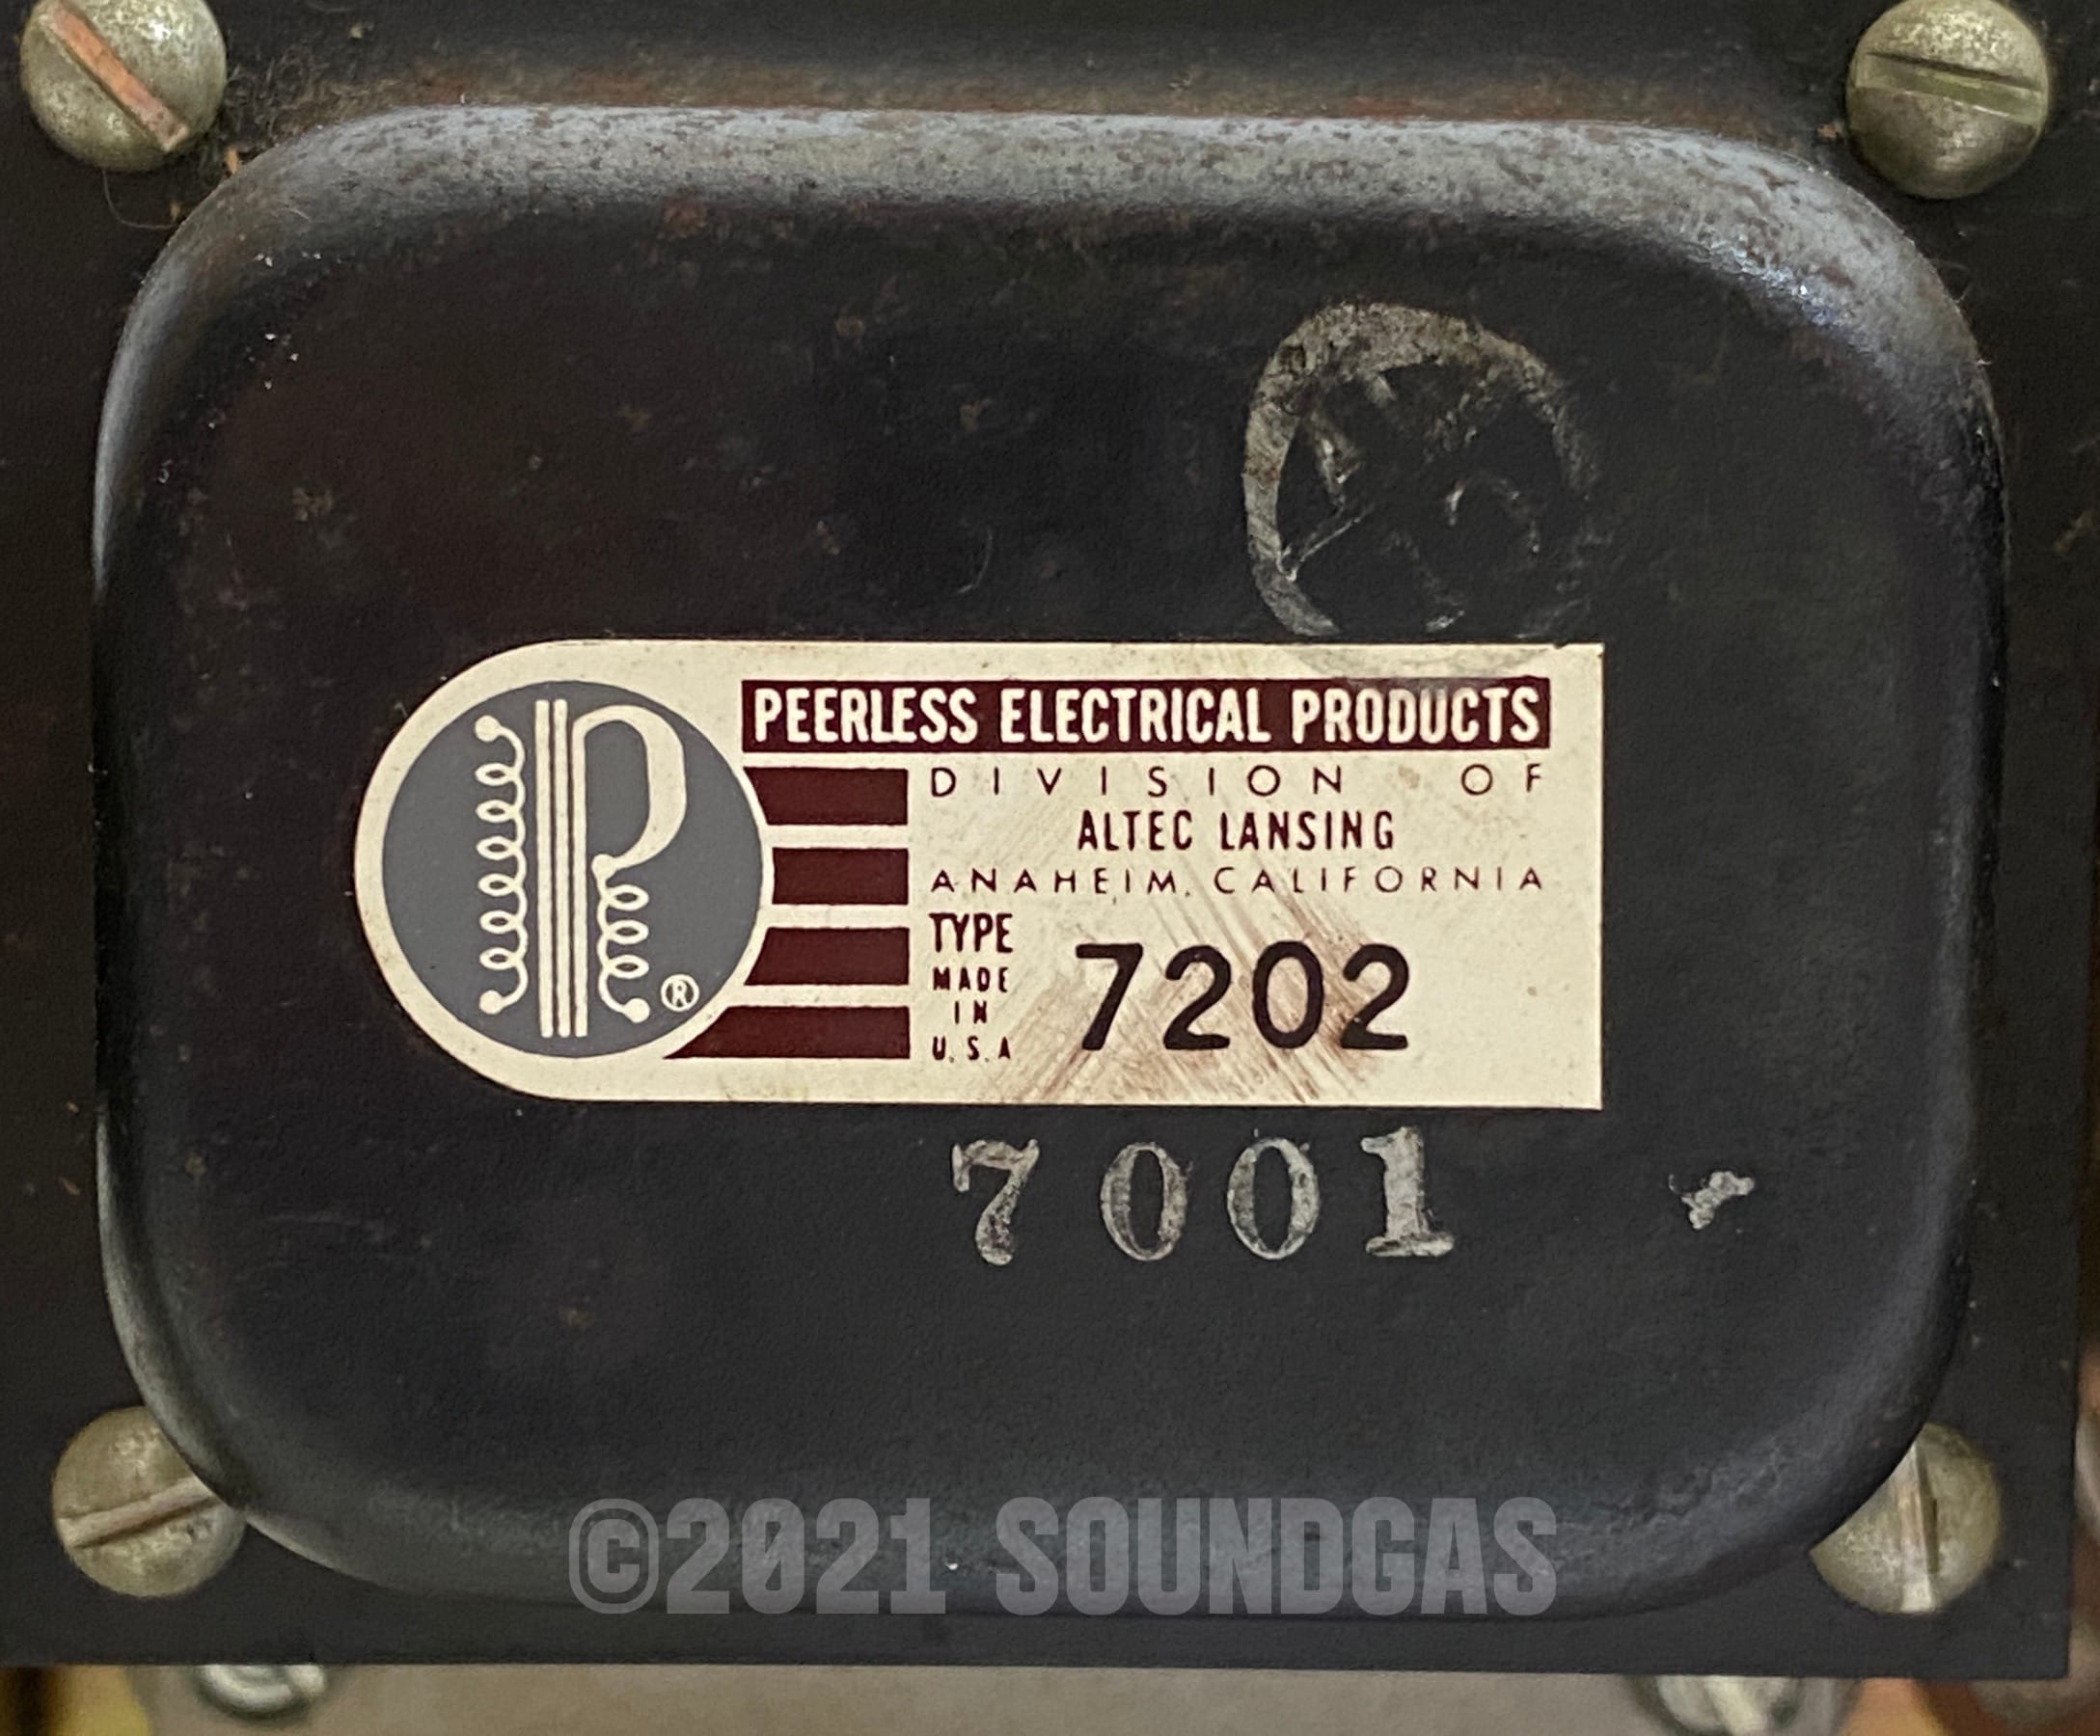 PEERLESS ELECTRICAL PRODUCTS
DIVISION OF
ALTEC LANSING
ANAHEIM, CALIFORNIA
TYPE 7202
MADE
IN
U.S.A
P®
7001
©2021 SOUNDGAS